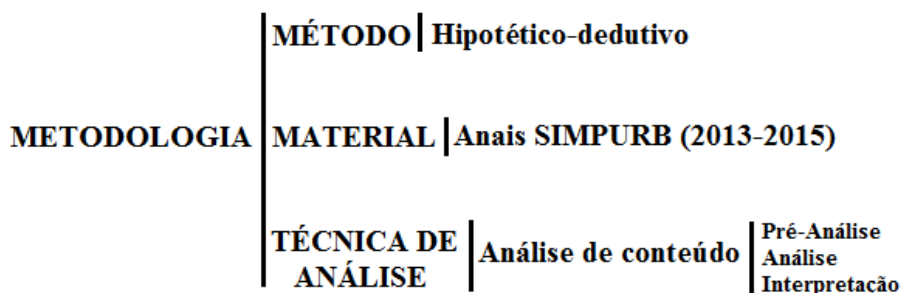 MÉTODO Hipotético-dedutivo
METODOLOGIA MATERIAL Anais SIMPURB (2013-2015)
TÉCNICA DE
ANÁLISE
Análise de conteúdo
Pré-Análise
Análise
Interpretação